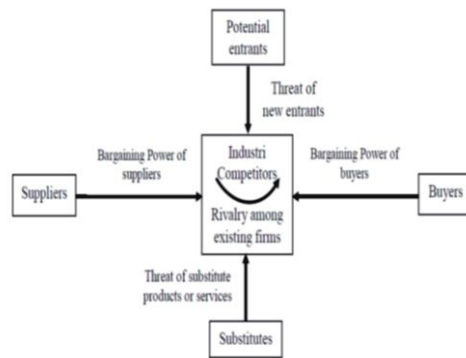 Potential
entrants
Threat of
new entrants
Bargaining Power of
suppliers
Industri
Competitors
Bargaining Power of
buyers
Suppliers
Rivalry among
existing firms
Buyers
Threat of substitute
products or services
Substitutes